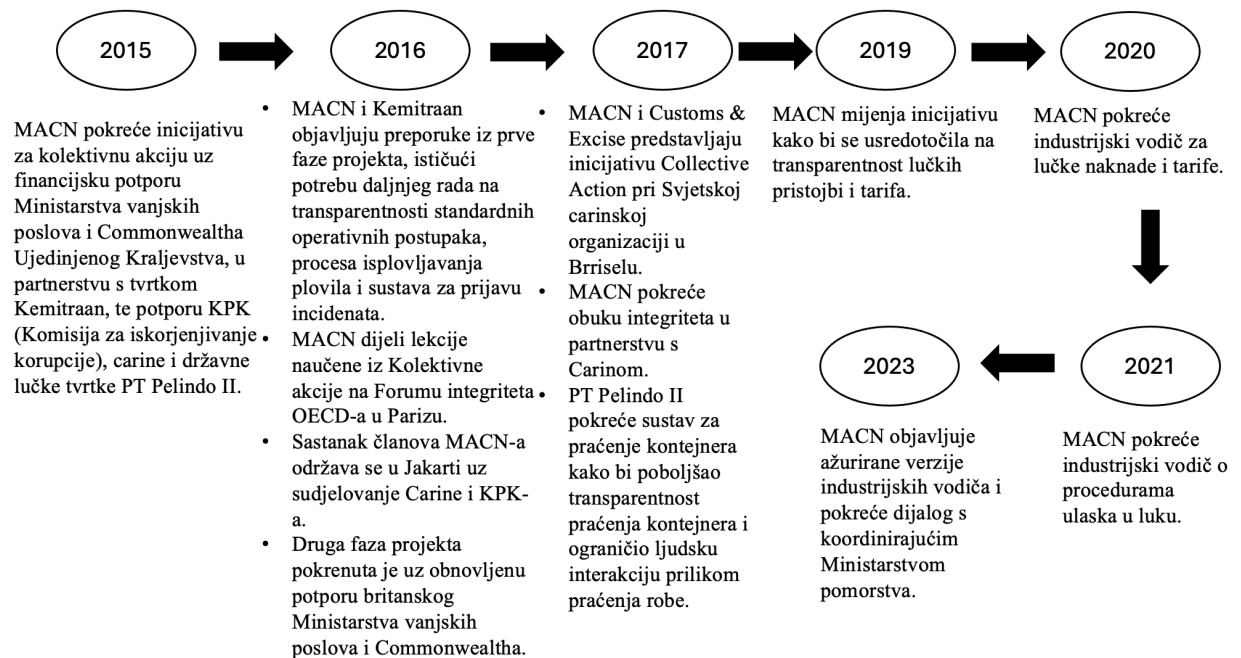 2015
MACN pokreće inicijativu
za kolektivnu akciju uz
financijsku potporu
Ministarstva vanjskih
poslova i Commonwealtha
Ujedinjenog Kraljevstva, u
partnerstvu s tvrtkom
Kemitraan, te potporu KPK
(Komisija za iskorjenjivanje
korupcije), carine i državne
lučke tvrtke PT Pelindo II.
2016
• MACN i Kemitraan
objavljuju preporuke iz prve
faze projekta, ističući
potrebu daljnjeg rada na
transparentnosti standardnih
operativnih postupaka,
procesa isplovljavanja
plovila i sustava za prijavu
incidenata.
• MACN dijeli lekcije
naučene iz Kolektivne
akcije na Forumu integriteta
OECD-a u Parizu.
• Sastanak članova MACN-a
održava se u Jakarti uz
sudjelovanje Carine i KPK-
a.
• Druga faza projekta
pokrenuta je uz obnovljenu
potporu britanskog
Ministarstva vanjskih
poslova i Commonwealtha.
2017
• MACN i Customs &
Excise predstavljaju
inicijativu Collective
Action pri Svjetskoj
carinskoj
organizaciji u
Brriselu.
• MACN pokreće
obuku integriteta u
partnerstvu s
Carinom.
• PT Pelindo II
pokreće sustav za
praćenje kontejnera
kako bi poboljšao
transparentnost
praćenja kontejnera i
ograničio ljudsku
interakciju prilikom
praćenja robe.
2019
MACN mijenja inicijativu
kako bi se usredotočila na
transparentnost lučkih
pristojbi i tarifa.
2020
MACN pokreće
industrijski vodič za
lučke naknade i tarife.
2021
MACN pokreće
industrijski vodič o
procedurama
ulaska u luku.
2023
MACN objavljuje
ažurirane verzije
industrijskih vodiča i
pokreće dijalog s
koordinirajućim
Ministarstvom
pomorstva.